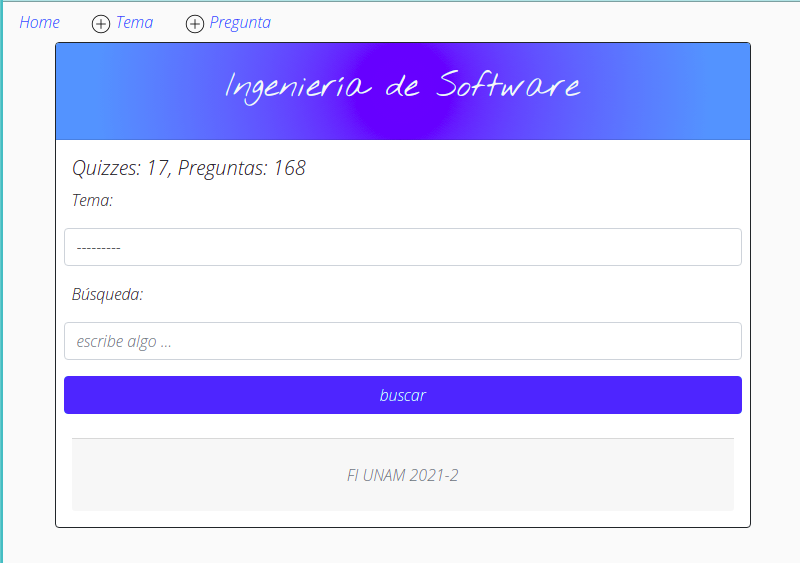 Home Tema Pregunta
Ingeniería de Software
Quizzes: 17, Preguntas: 168
Tema:
---------
Búsqueda:
escribe algo ...
buscar
FI UNAM 2021-2